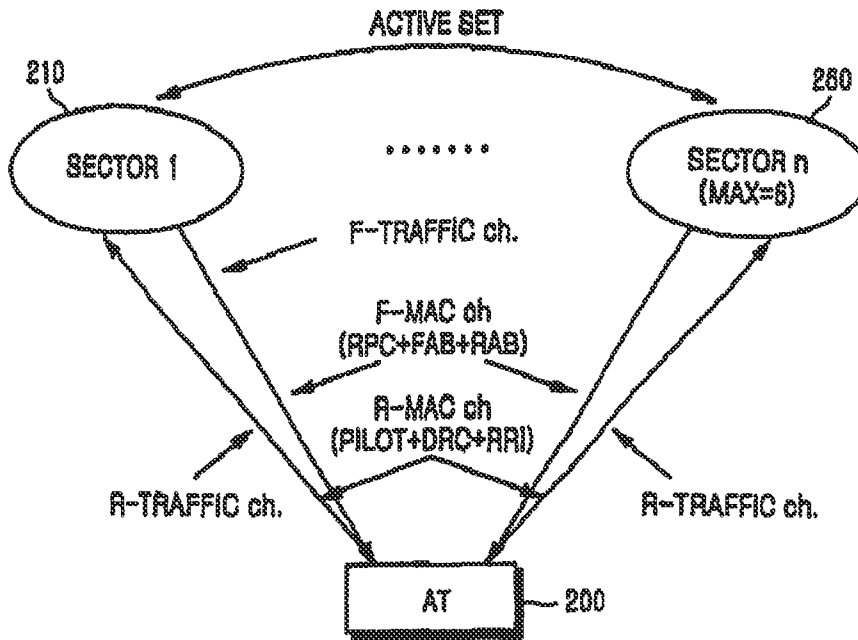 ACTIVE SET
210
260
SECTOR 1
.......
SECTOR n
(MAX=6)
F-TRAFFIC ch.
F-MAC ch
(RPC+FAB+RAB)
R-MAC ch
(PILOT+DRC+RRI)
R-TRAFFIC ch.
R-TRAFFIC ch.
AT
200